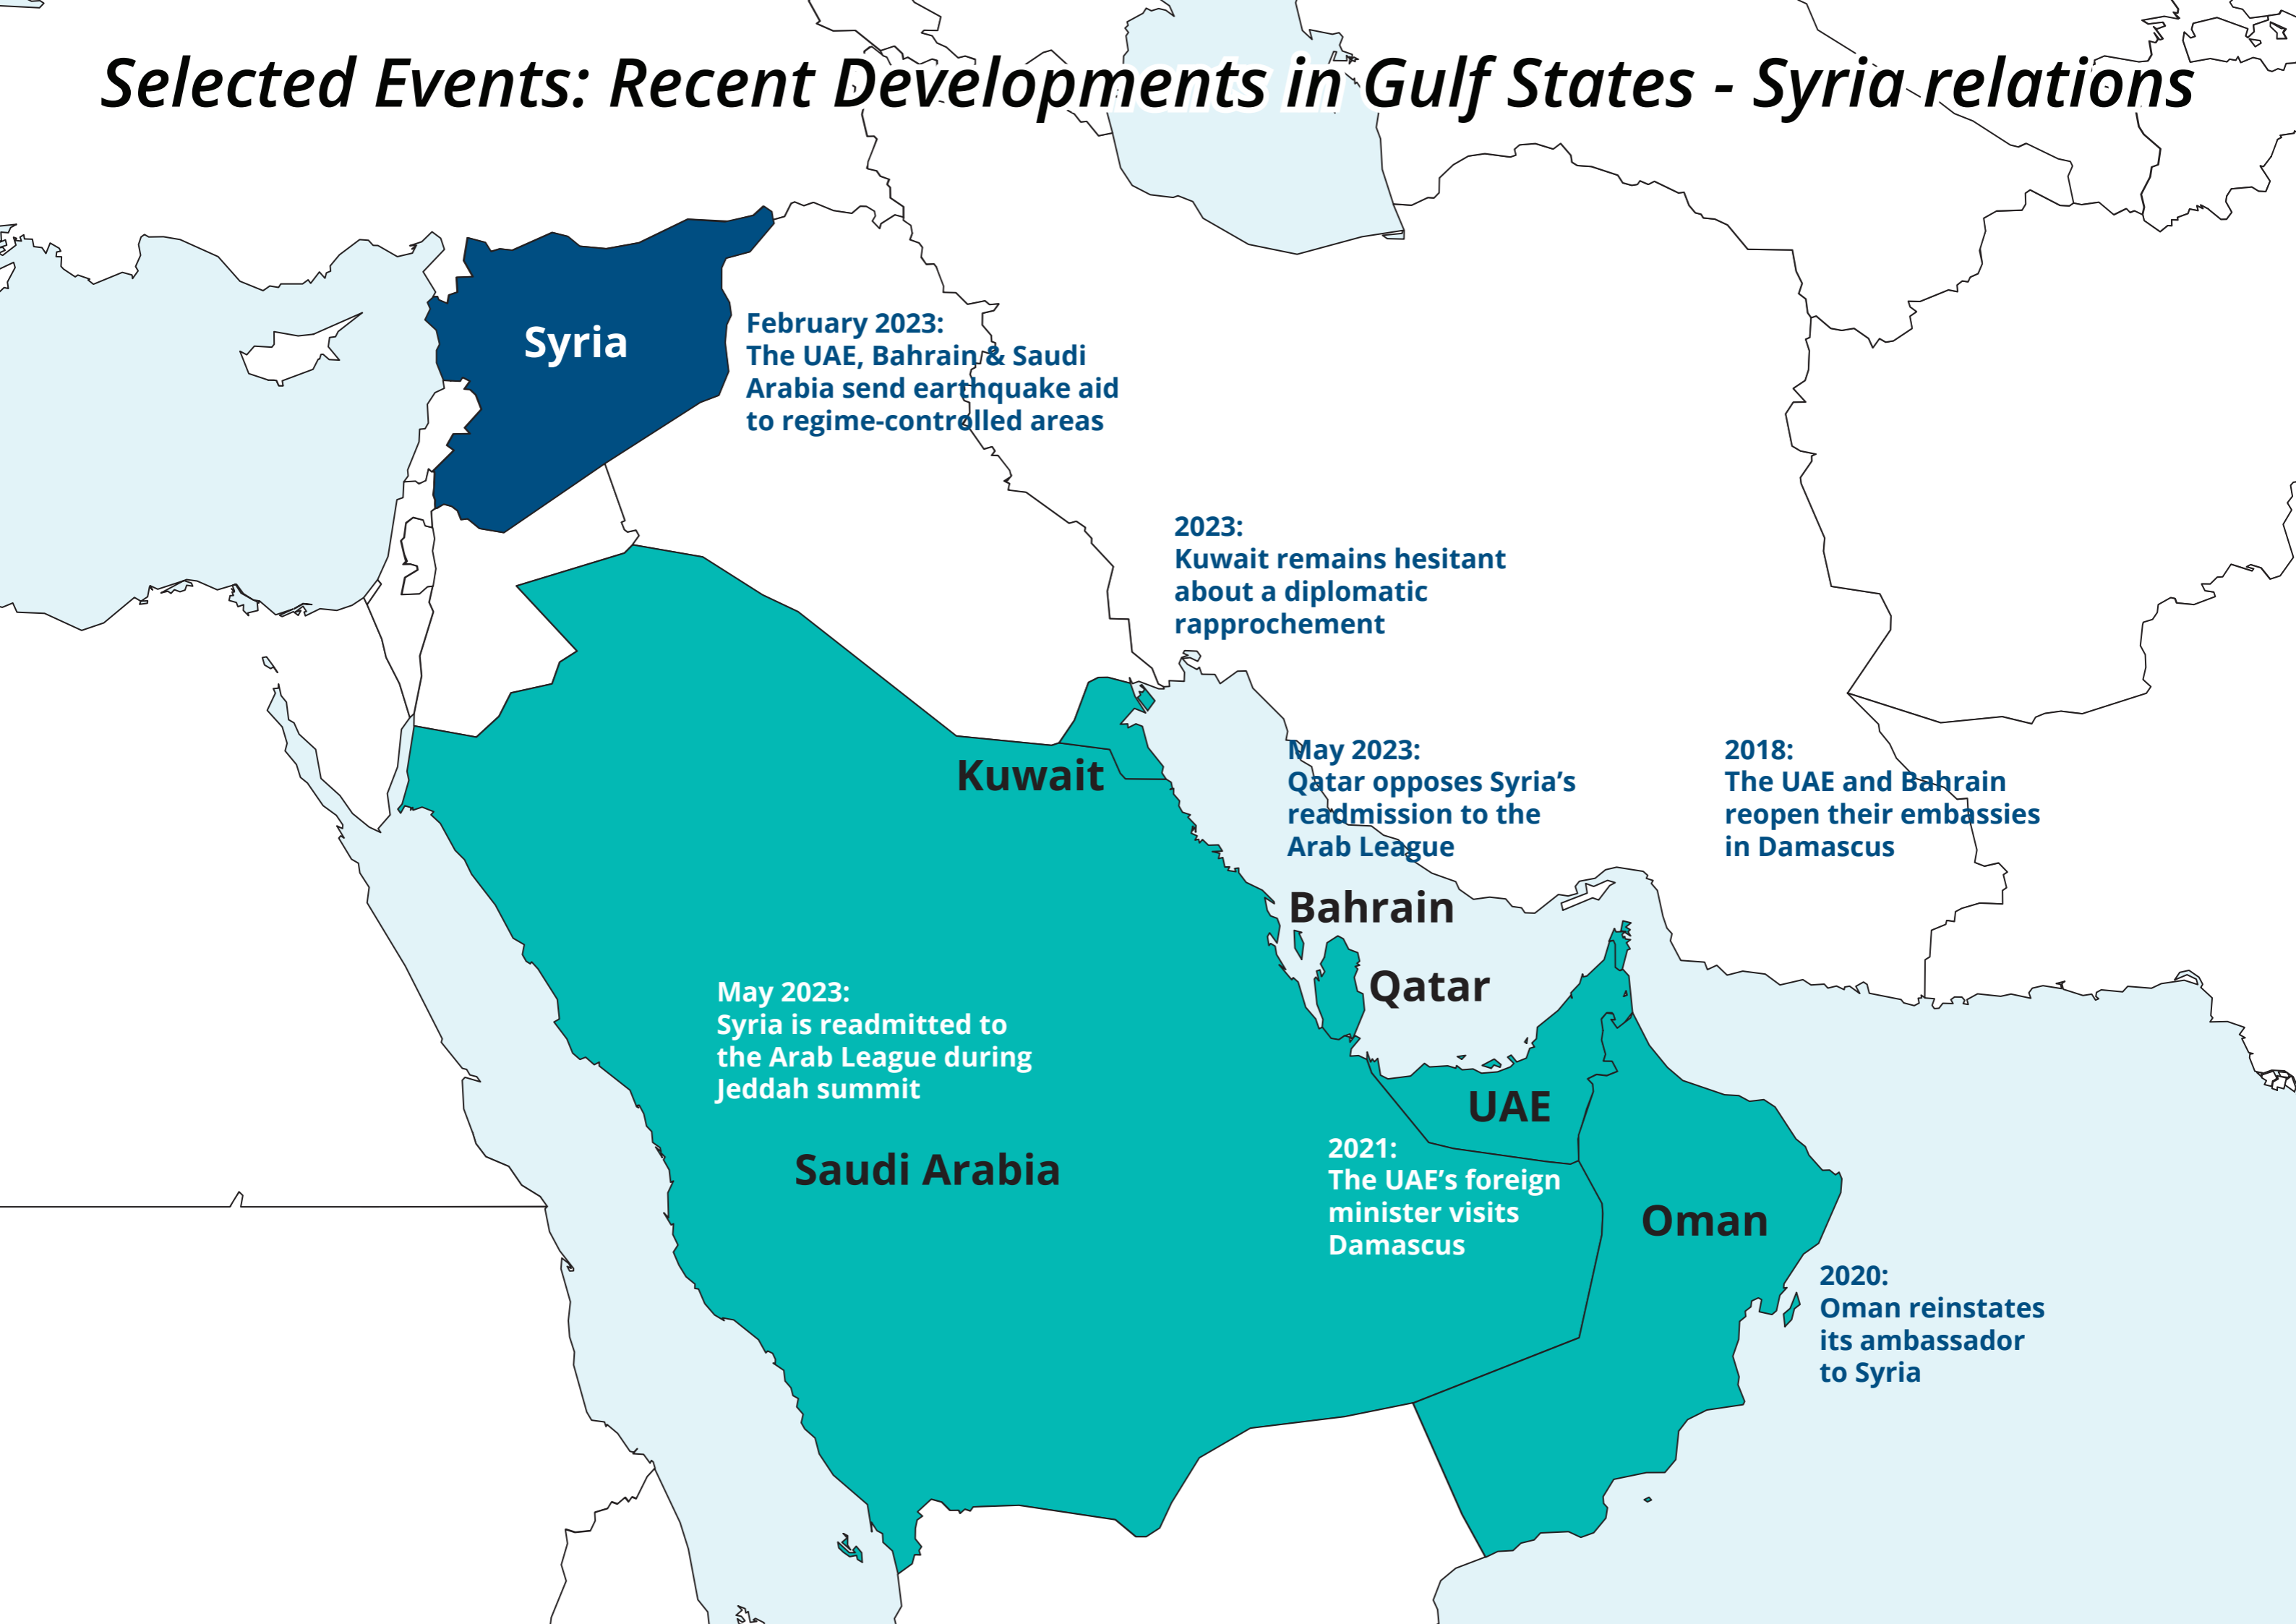 Selected Events: Recent Developments in Gulf States - Syria relations
Syria
February 2023:
The UAE, Bahrain & Saudi
Arabia send earthquake aid
to regime-controlled areas
2023:
Kuwait remains hesitant
about a diplomatic
rapprochement
Kuwait
May 2023:
Qatar opposes Syria’s
readmission to the
Arab League
2018:
The UAE and Bahrain
reopen their embassies
in Damascus
Bahrain
Qatar
May 2023:
Syria is readmitted to
the Arab League during
Jeddah summit
Saudi Arabia
UAE
2021:
The UAE’s foreign
minister visits
Damascus
Oman
2020:
Oman reinstates
its ambassador
to Syria